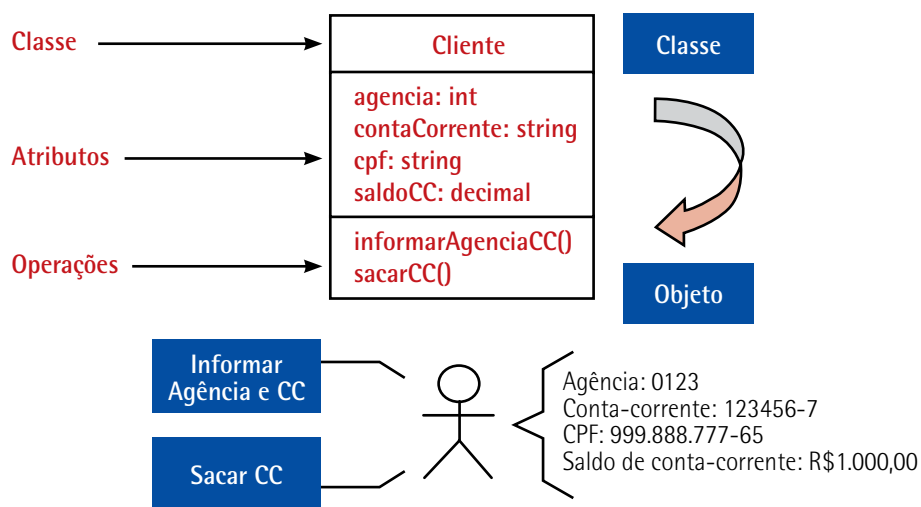 Classe
Cliente
Classe
Atributos
agencia: int
contaCorrente: string
cpf: string
saldoCC: decimal
Operações
informarAgenciaCC()
sacarCC()
Objeto
Informar
Agência e CC
Sacar CC
Agência: 0123
Conta-corrente: 123456-7
CPF: 999.888.777-65
Saldo de conta-corrente: R$1.000,00